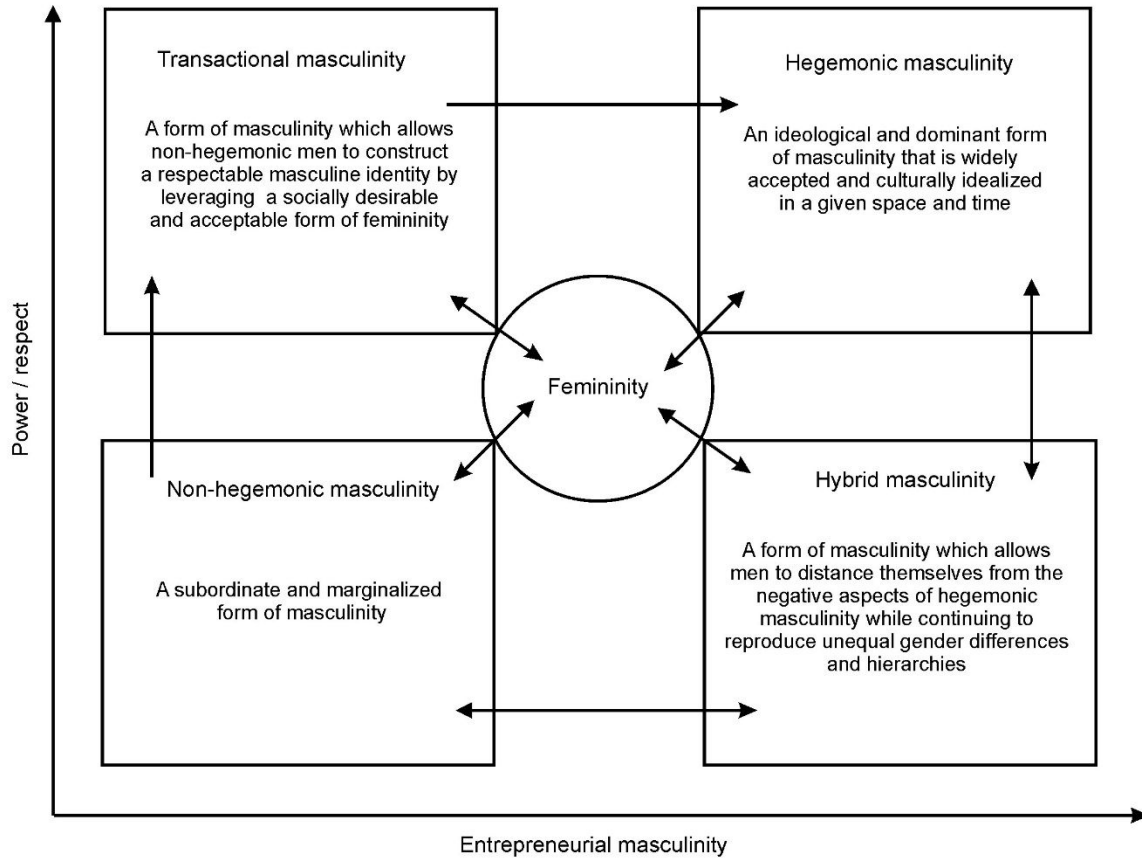 Transactional masculinity
A form of masculinity which allows
non-hegemonic men to construct
a respectable masculine identity by
leveraging a socially desirable
and acceptable form of femininity
Hegemonic masculinity
An ideological and dominant form
of masculinity that is widely
accepted and culturally idealized
in a given space and time
Femininity
Power / respect
Non-hegemonic masculinity
A subordinate and marginalized
form of masculinity
Hybrid masculinity
A form of masculinity which allows
men to distance themselves from the
negative aspects of hegemonic
masculinity while continuing to
reproduce unequal gender differences
and hierarchies
Entrepreneurial masculinity